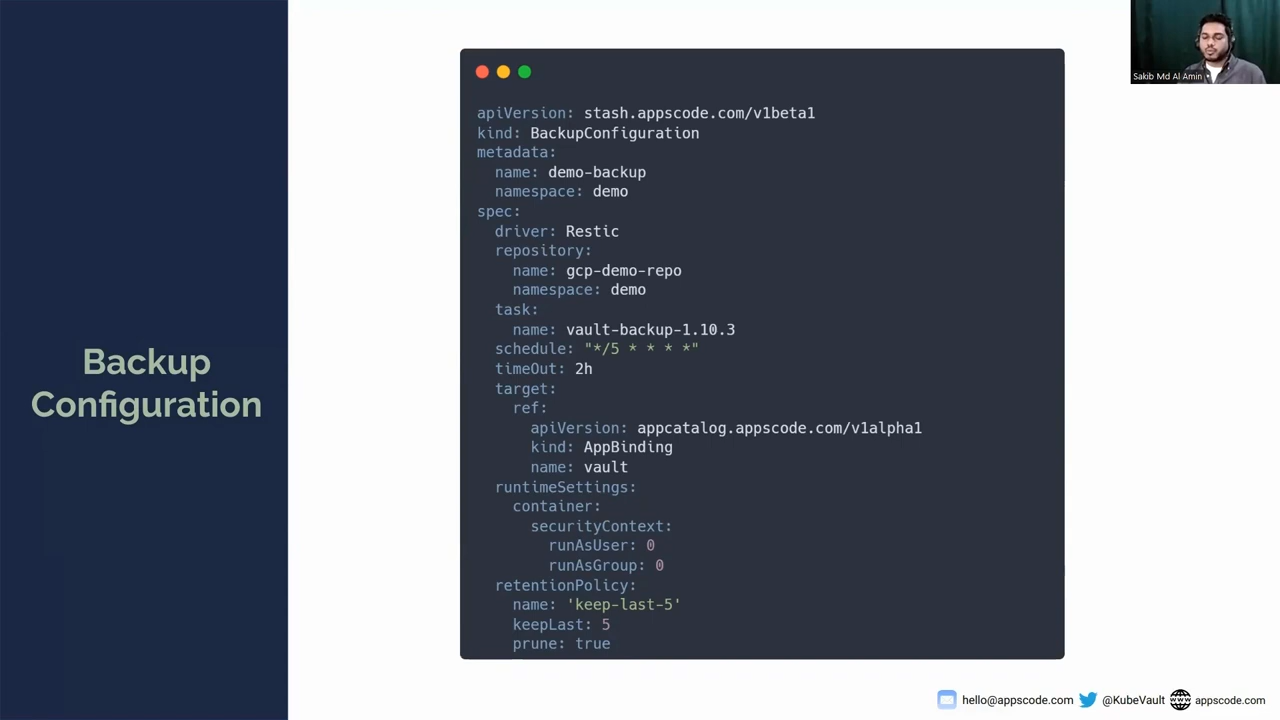 Sakib Md Al Amin
Backup
Configuration
apiVersion: stash.appscode.com/v1beta1
kind: BackupConfiguration
metadata:
  name: demo-backup
  namespace: demo
spec:
  driver: Restic
  repository:
    name: gcp-demo-repo
    namespace: demo
  task:
    name: vault-backup-1.10.3
  schedule: "*/5 * * * *"
  timeOut: 2h
  target:
    ref:
      apiVersion: appcatalog.appscode.com/v1alpha1
      kind: AppBinding
      name: vault
  runtimeSettings:
    container:
      securityContext:
        runAsUser: 0
        runAsGroup: 0
  retentionPolicy:
    name: 'keep-last-5'
    keepLast: 5
    prune: true
hello@appscode.com @KubeVault appscode.com